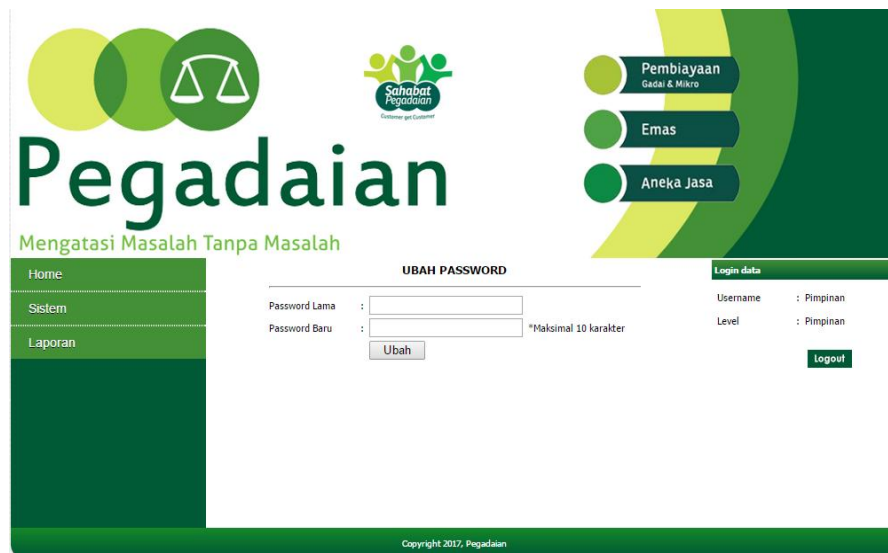 Sahabat
Pegadaian
Customer get Customer
Pembiayaan
Gadai & Mikro
Emas
Aneka Jasa
Pegadaian
Mengatasi Masalah Tanpa Masalah
Home
Sistem
Laporan
UBAH PASSWORD
Password Lama :
Password Baru : *Maksimal 10 karakter
Ubah
Login data
Username : Pimpinan
Level : Pimpinan
Logout
Copyright 2017, Pegadaian